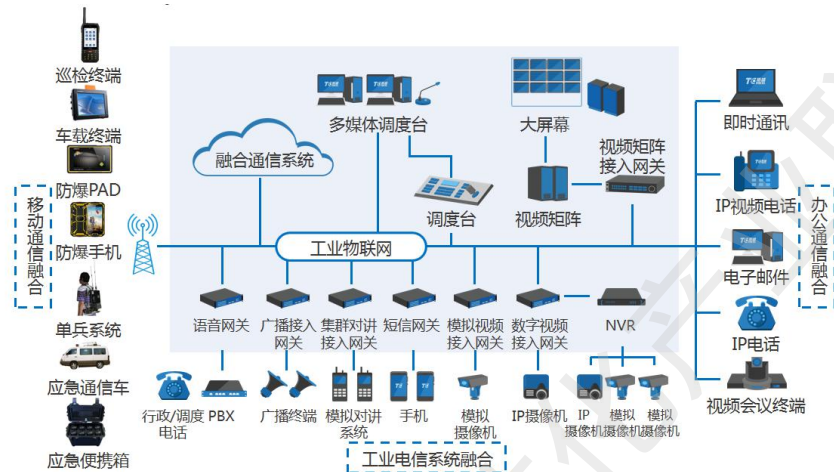 巡检终端
车载终端
防爆PAD
防爆手机
单兵系统
应急通信车
应急便携箱
移动通信融合
融合通信系统
多媒体调度台
调度台
大屏幕
视频矩阵
视频矩阵
接入网关
工业物联网
语音网关
广播接入
网关
集群对讲
接入网关
短信网关
模拟视频
接入网关
数字视频
接入网关
NVR
行政/调度
电话
PBX
广播终端
模拟对讲
系统
手机
模拟
摄像机
IP摄像机
IP
摄像机
模拟
摄像机
模拟
摄像机
工业电信系统融合
即时通讯
IP视频电话
电子邮件
IP电话
视频会议终端
办公通信融合